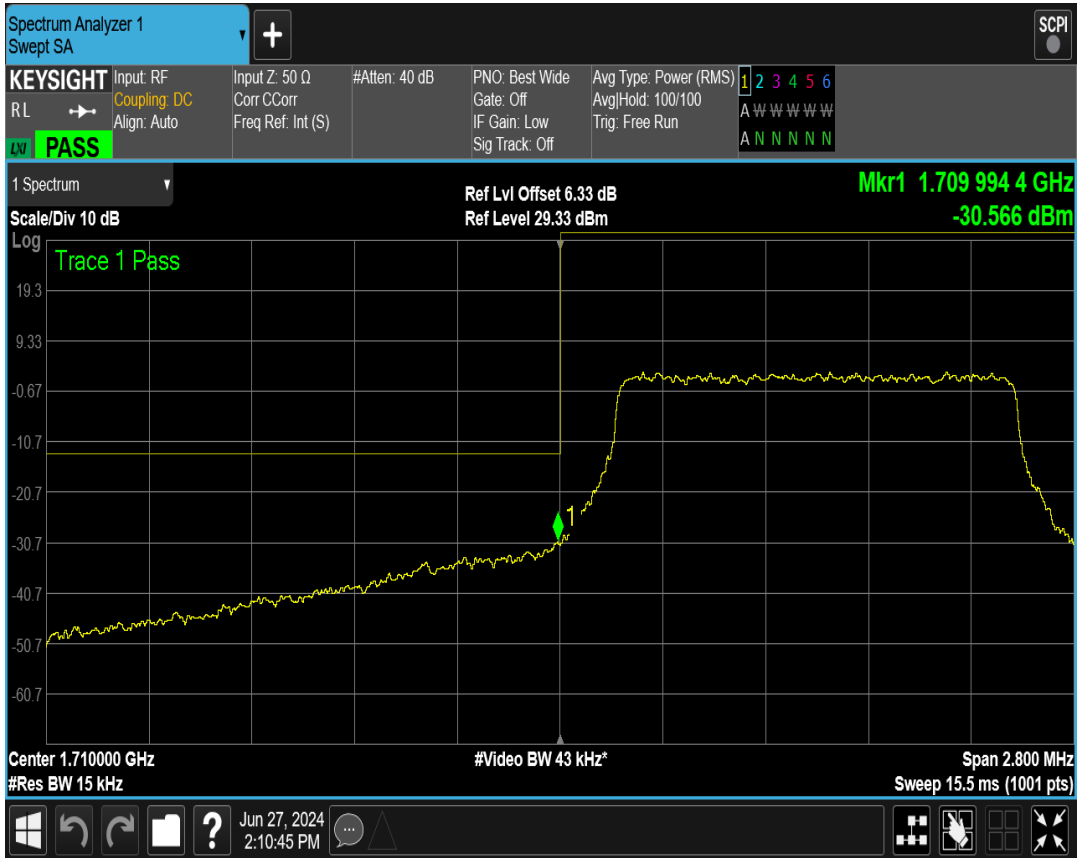 Spectrum Analyzer 1
Swept SA
+
SCPI
KEYSIGHT
RL
LXI PASS
Input: RF
Coupling: DC
Align: Auto
Input Z: 50 Ω
Corr CCorr
Freq Ref: Int (S)
#Atten: 40 dB
PNO: Best Wide
Gate: Off
IF Gain: Low
Sig Track: Off
Avg Type: Power (RMS)
Avg|Hold: 100/100
Trig: Free Run
1 2 3 4 5 6
A W W W W W
A N N N N N
1 Spectrum
Scale/Div 10 dB
Ref Lvl Offset 6.33 dB
Ref Level 29.33 dBm
Mkr1 1.709 994 4 GHz
-30.566 dBm
Log
Trace 1 Pass
19.3
9.33
-0.67
-10.7
-20.7
1
-30.7
-40.7
-50.7
-60.7
Center 1.710000 GHz
#Res BW 15 kHz
#Video BW 43 kHz*
Span 2.800 MHz
Sweep 15.5 ms (1001 pts)
?
Jun 27, 2024
2:10:45 PM